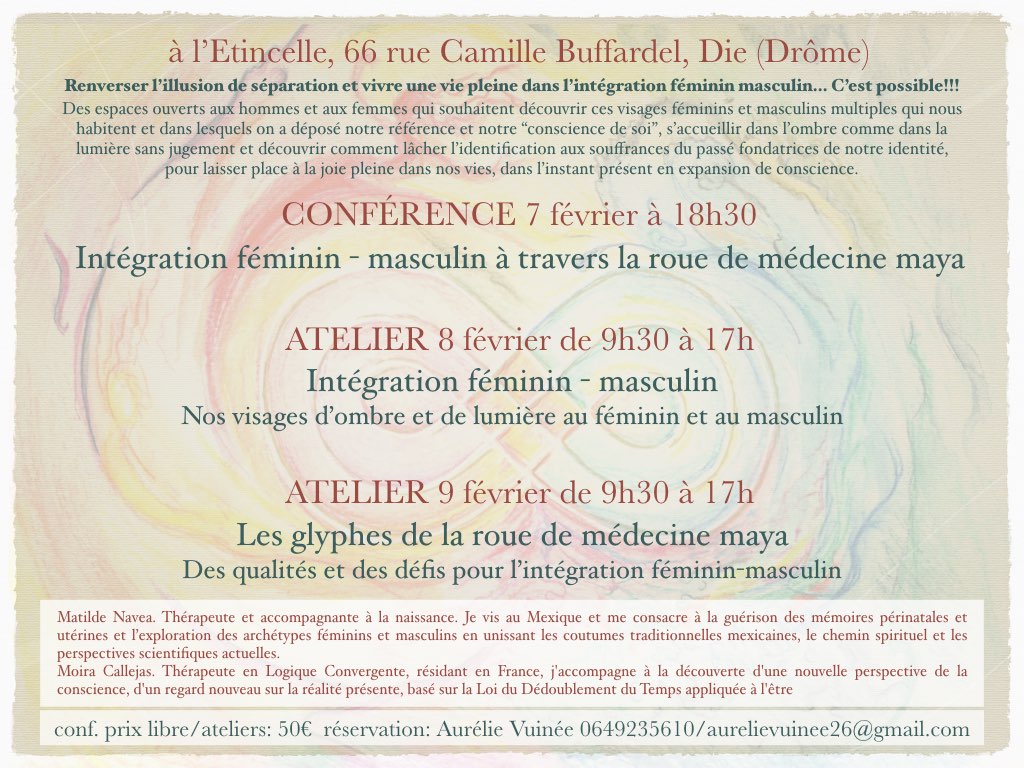 à l’Etincelle, 66 rue Camille Buffardel, Die (Drôme)
Renverser l’illusion de séparation et vivre une vie pleine dans l’intégration féminin masculin... C’est possible!!!
Des espaces ouverts aux hommes et aux femmes qui souhaitent découvrir ces visages féminins et masculins multiples qui nous
habitent et dans lesquels on a déposé notre référence et notre “conscience de soi”, s’accueillir dans l’ombre comme dans la
lumière sans jugement et découvrir comment lâcher l’identification aux souffrances du passé fondatrices de notre identité,
pour laisser place à la joie pleine dans nos vies, dans l’instant présent en expansion de conscience.
CONFÉRENCE 7 février à 18h30
Intégration féminin - masculin à travers la roue de médecine maya
ATELIER 8 février de 9h30 à 17h
Intégration féminin - masculin
Nos visages d’ombre et de lumière au féminin et au masculin
ATELIER 9 février de 9h30 à 17h
Les glyphes de la roue de médecine maya
Des qualités et des défis pour l’intégration féminin-masculin
Matilde Navea. Thérapeute et accompagnante à la naissance. Je vis au Mexique et me consacre à la guérison des mémoires périnatales et
utérines et l’exploration des archétypes féminins et masculins en unissant les coutumes traditionnelles mexicaines, le chemin spirituel et les
perspectives scientifiques actuelles.
Moira Callejas. Thérapeute en Logique Convergente, résidant en France, j'accompagne à la découverte d'une nouvelle perspective de la
conscience, d'un regard nouveau sur la réalité présente, basé sur la Loi du Dédoublement du Temps appliquée à l'être
conf. prix libre/ateliers: 50€ réservation: Aurélie Vuinée 0649235610/aurelievuinee26@gmail.com